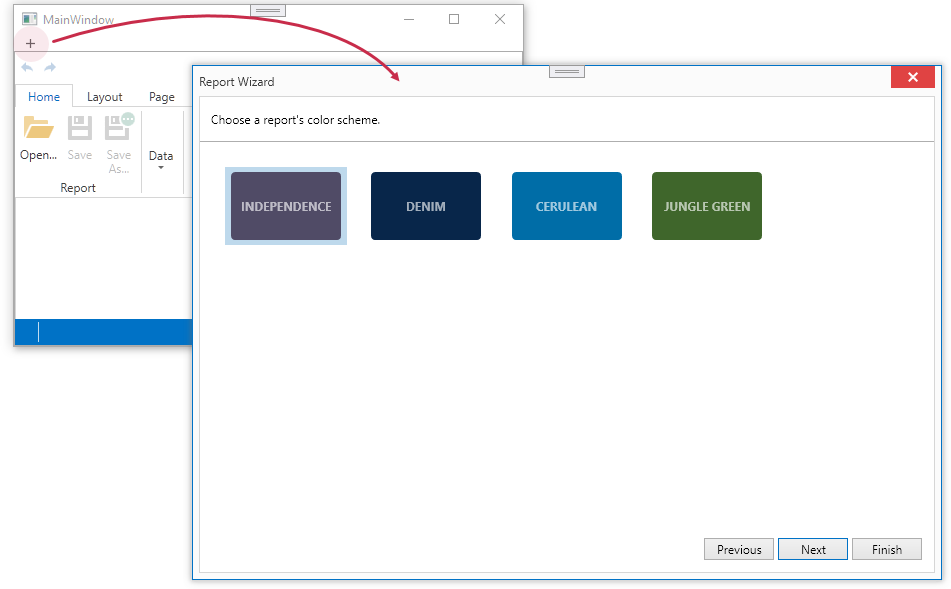 MainWindow
+
Home Layout Page
Open... Save Save As... Data
Report
Report Wizard
Choose a report's color scheme.
INDEPENDENCE DENIM CERULEAN JUNGLE GREEN
Previous Next Finish